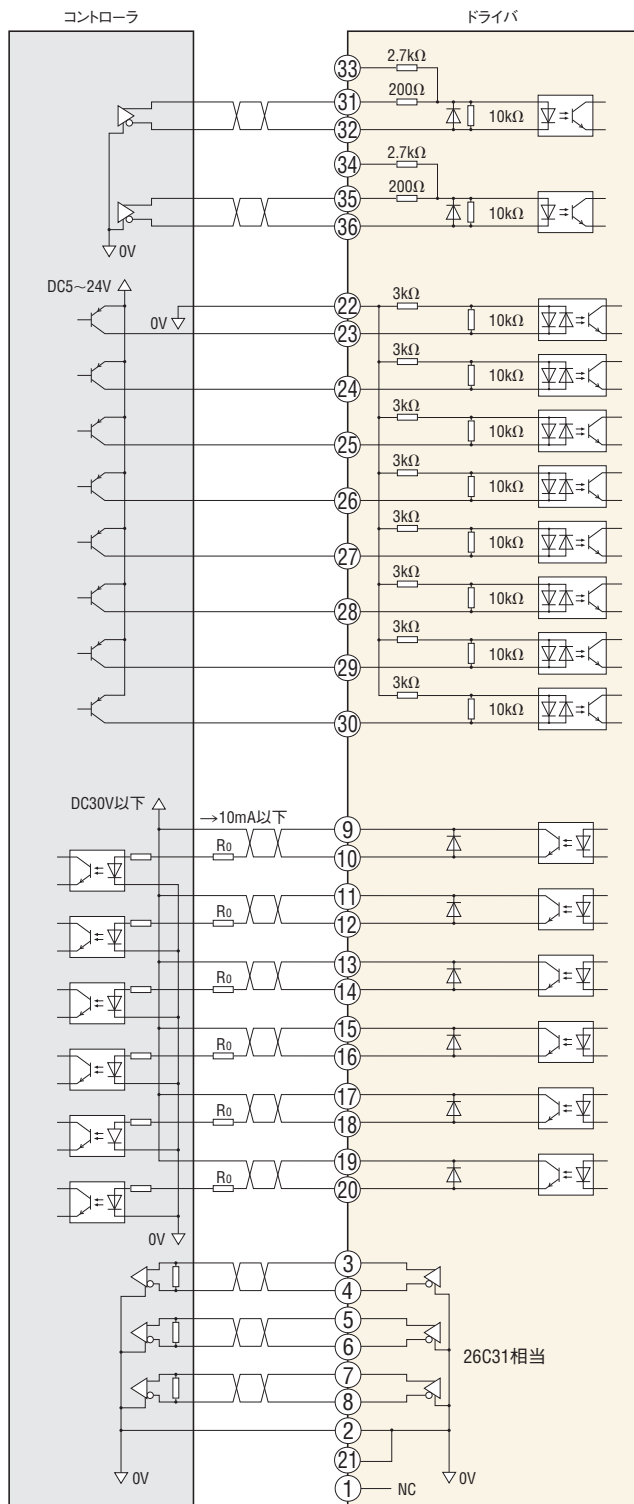 コントローラ ドライバ
33 2.7kΩ
31 200Ω
32 10kΩ
34 2.7kΩ
35 200Ω
36 10kΩ
0V
DC5~24V
0V 22 3kΩ
23 10kΩ
3kΩ
24 10kΩ
3kΩ
25 10kΩ
3kΩ
26 10kΩ
3kΩ
27 10kΩ
3kΩ
28 10kΩ
3kΩ
29 10kΩ
3kΩ
30 10kΩ
DC30V以下 →10mA以下
9
R0 10
11
R0 12
13
R0 14
15
R0 16
17
R0 18
19
R0 20
0V
3
4
5
6 26C31相当
7
8
2
21
0V 0V
1 NC